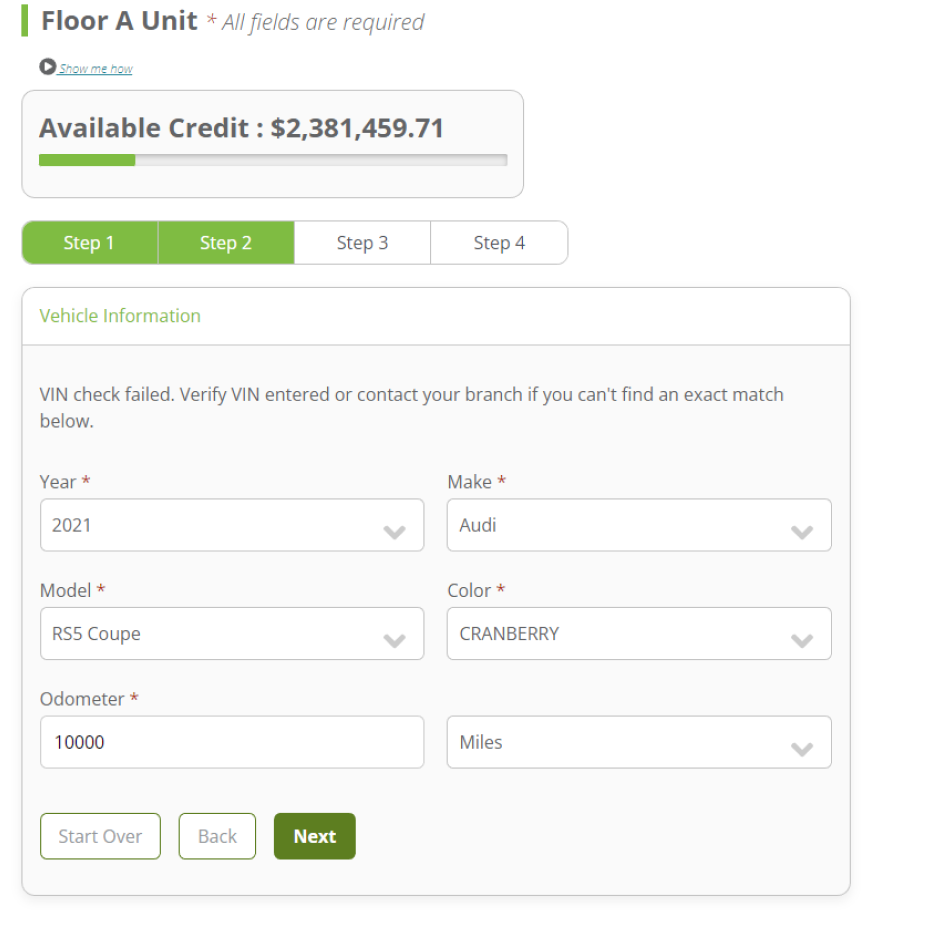 Floor A Unit * All fields are required
Show me how
Available Credit : $2,381,459.71
Step 1 Step 2 Step 3 Step 4
Vehicle Information
VIN check failed. Verify VIN entered or contact your branch if you can't find an exact match
below.
Year * Make *
2021 Audi
Model * Color *
RS5 Coupe CRANBERRY
Odometer *
10000 Miles
Start Over Back Next